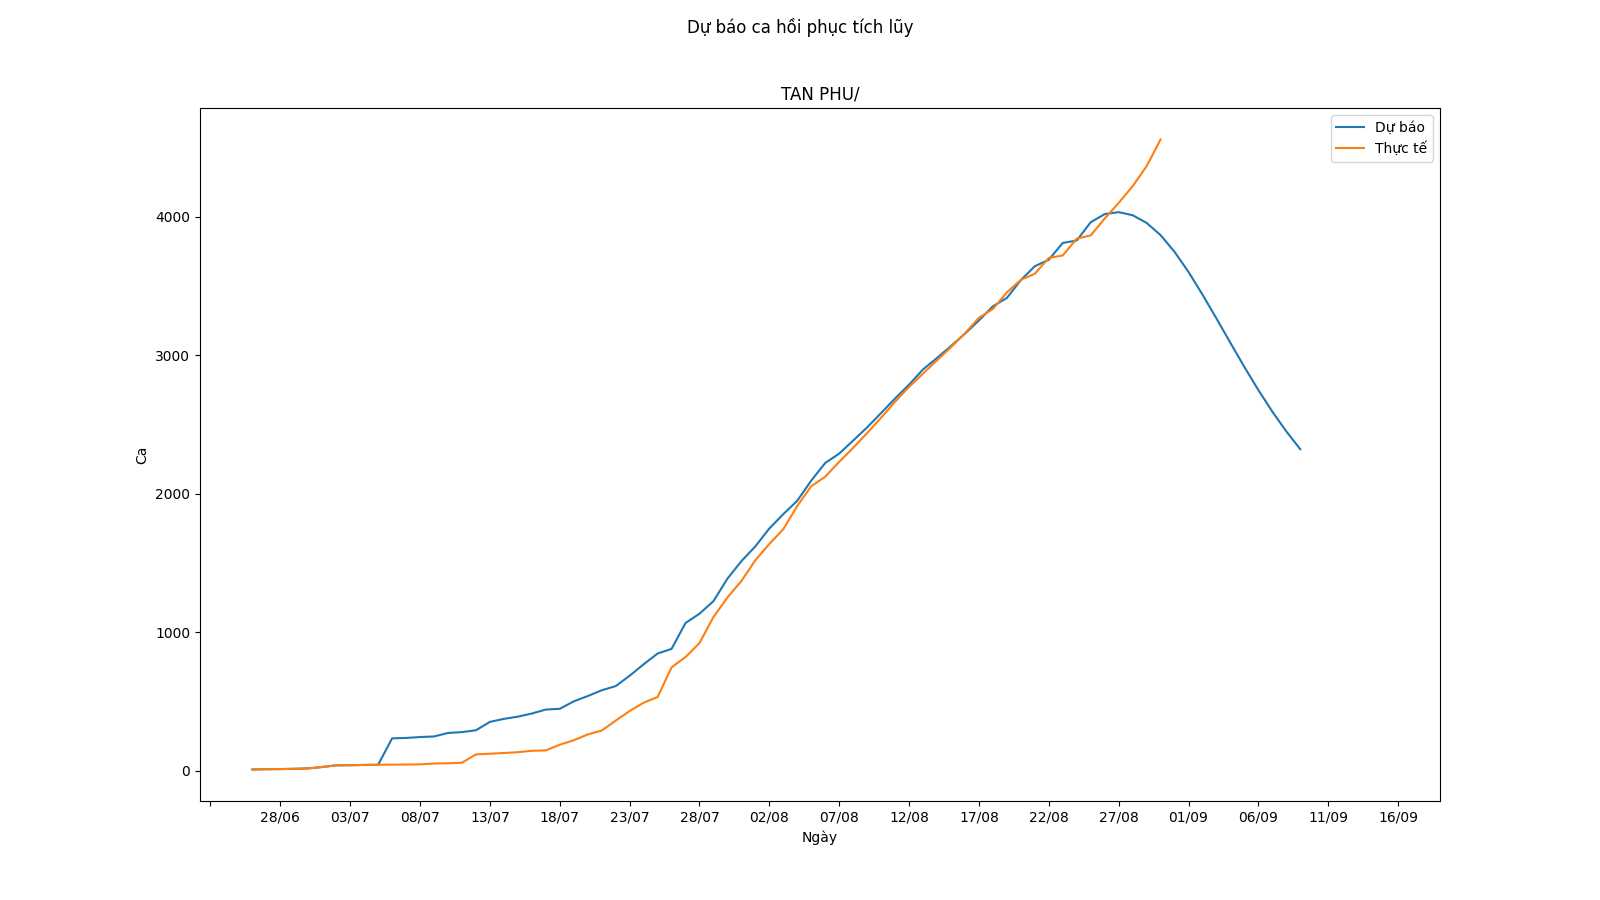 Dự báo ca hồi phục tích lũy
TAN PHU/
Dự báo
Thực tế
4000
3000
2000
1000
0
Ca
28/06 03/07 08/07 13/07 18/07 23/07 28/07 02/08 07/08 12/08 17/08 22/08 27/08 01/09 06/09 11/09 16/09
Ngày